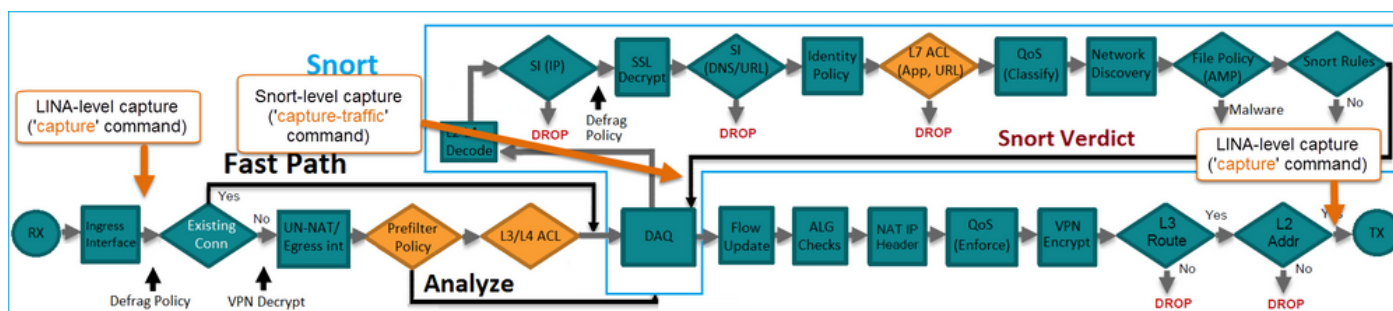 Snort
SI (IP)
SSL
Decrypt
SI
(DNS/URL)
Identity
Policy
L7 ACL
(App, URL)
QoS
(Classify)
Network
Discovery
File Policy
(AMP)
Snort Rules
LINA-level capture
('capture' command)
Snort-level capture
('capture-traffic'
command)
Decode
DROP
Defrag
Policy
DROP
DROP
Malware
No
Snort Verdict
LINA-level capture
('capture' command)
Fast Path
Yes
RX
Ingress
Interface
Existing
Conn
No
UN-NAT/
Egress int
Prefilter
Policy
L3/L4 ACL
DAQ
Flow
Update
ALG
Checks
NAT IP
Header
QoS
(Enforce)
VPN
Encrypt
L3
Route
Yes
L2
Addr
TX
Defrag Policy
VPN Decrypt
Analyze
No
DROP
No
DROP